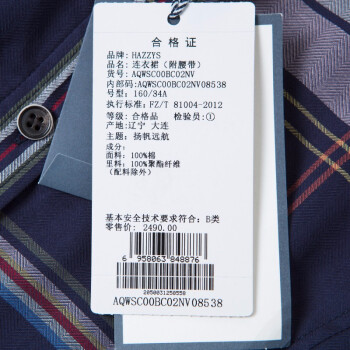 合格证
品牌: HAZZYS
品名: 连衣裙（附腰带）
货号: AQWSC00BC02NV
内部码: AQWSC00BC02NV08538
号型: 160/34A
执行标准: FZ/T 81004-2012
等级: 合格品 检验员:①
产地: 辽宁 大连
主题: 扬帆远航
成分:
面料: 100%棉
里料: 100%聚酯纤维
(配料除外)
基本安全技术要求符合: B类
零售价: 2490.00
6 958063 848876
2050031250550
AQWSC00BC02NV08538